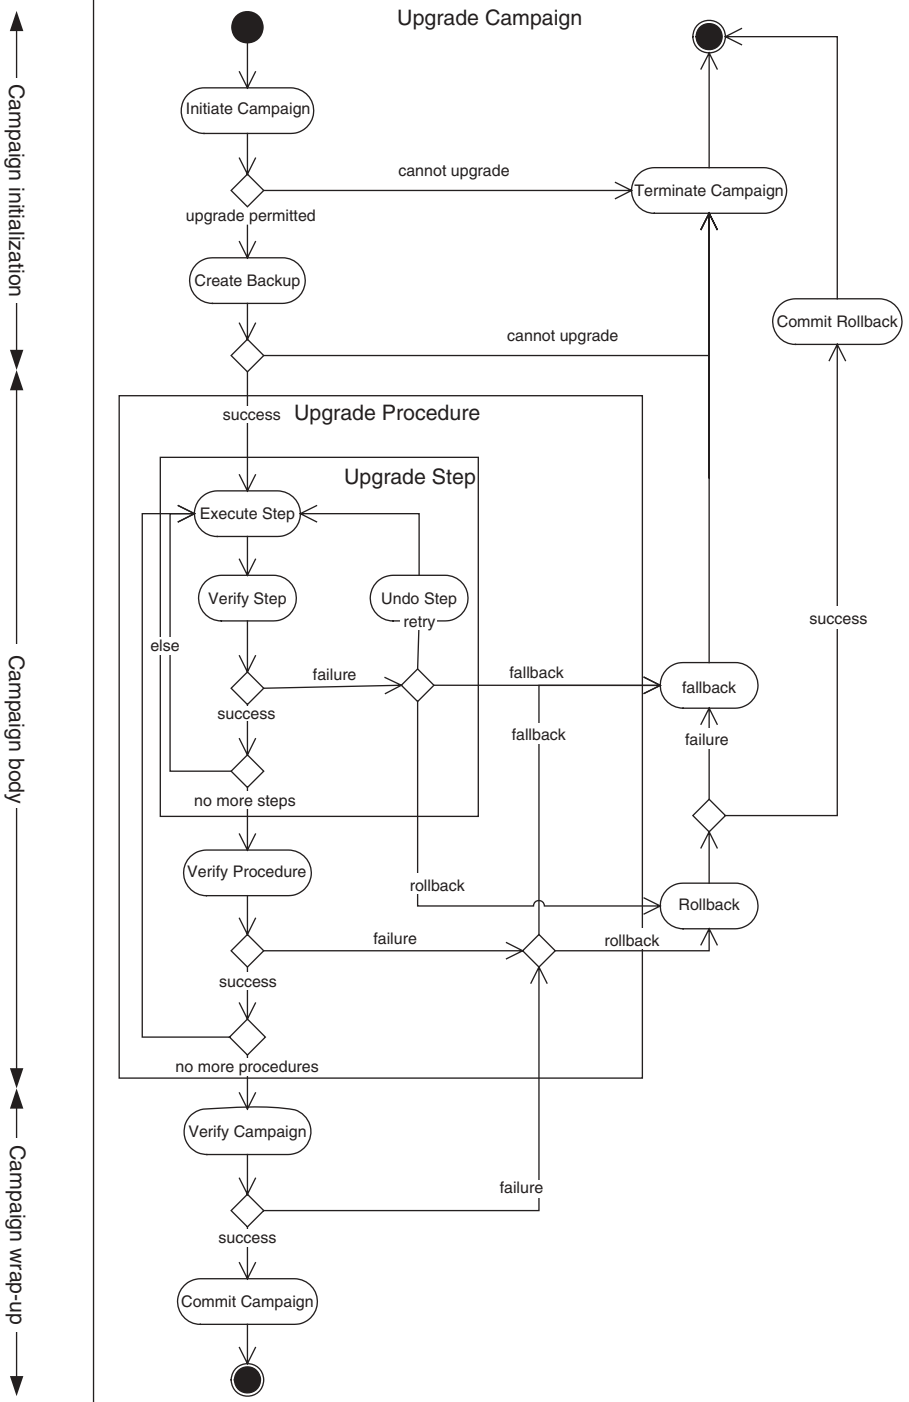 Upgrade Campaign
Initiate Campaign
cannot upgrade
Terminate Campaign
upgrade permitted
Create Backup
Commit Rollback
cannot upgrade
success
Upgrade Procedure
Upgrade Step
Execute Step
Verify Step
Undo Step
retry
success
else
failure
fallback
fallback
success
fallback
failure
no more steps
Verify Procedure
rollback
Rollback
failure
rollback
success
no more procedures
Verify Campaign
failure
success
Commit Campaign
Campaign initialization
Campaign body
Campaign wrap-up